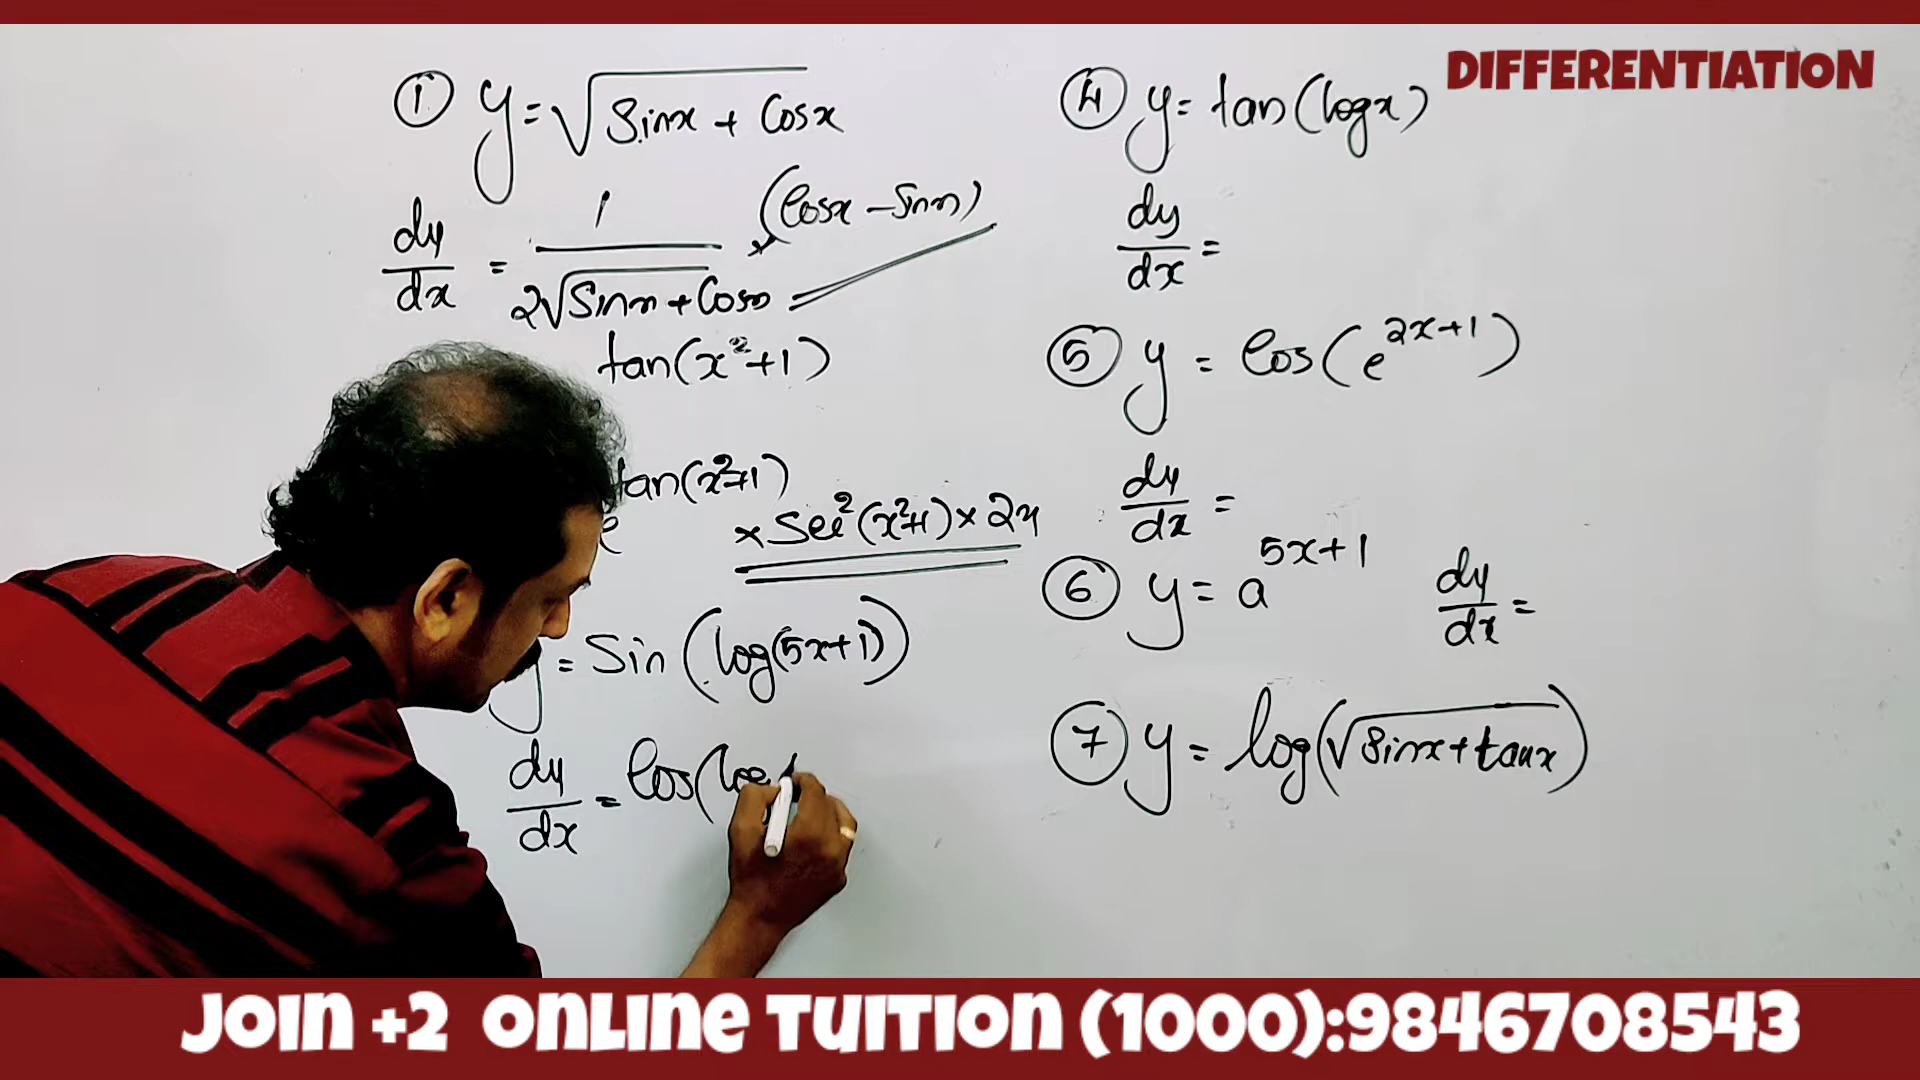 DIFFERENTIATION
① y = √sinx + cosx
dy/dx = 1/2√sinx + cosx × (cosx - sinx)
tan(x²+1)
e^tan(x²+1) × sec²(x²+1) × 2x
y = sin(log(5x+1))
dy/dx = cos(log
④ y = tan(logx)
dy/dx =
⑤ y = cos(e^2x+1)
dy/dx =
⑥ y = a^5x+1 dy/dx =
⑦ y = log(√sinx+tanx)
JOIN +2 ONLINE TUITION (1000):9846708543